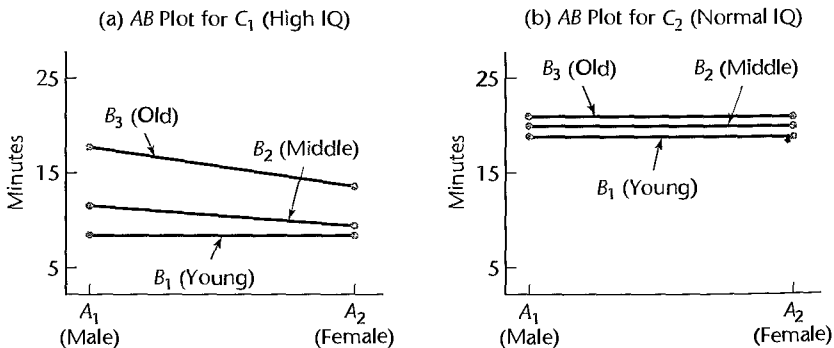 (a) AB Plot for C₁ (High IQ)
25
15
5
Minutes
B₃ (Old)
B₂ (Middle)
B₁ (Young)
A₁
(Male)
A₂
(Female)
(b) AB Plot for C₂ (Normal IQ)
25
15
5
Minutes
B₃ (Old)
B₂ (Middle)
B₁ (Young)
A₁
(Male)
A₂
(Female)